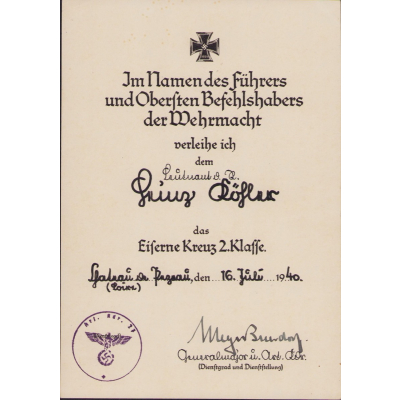 Im Namen des Führers
und Obersten Befehlshabers
der Wehrmacht
verleihe ich
dem
Leutnant d. R.
Heinz Köhler
das
Eiserne Kreuz 2. Klasse.
den 16. Juli 1940.
(Loire)
Generalmajor u. Art. Kdr.
(Dienstgrad und Dienststellung)